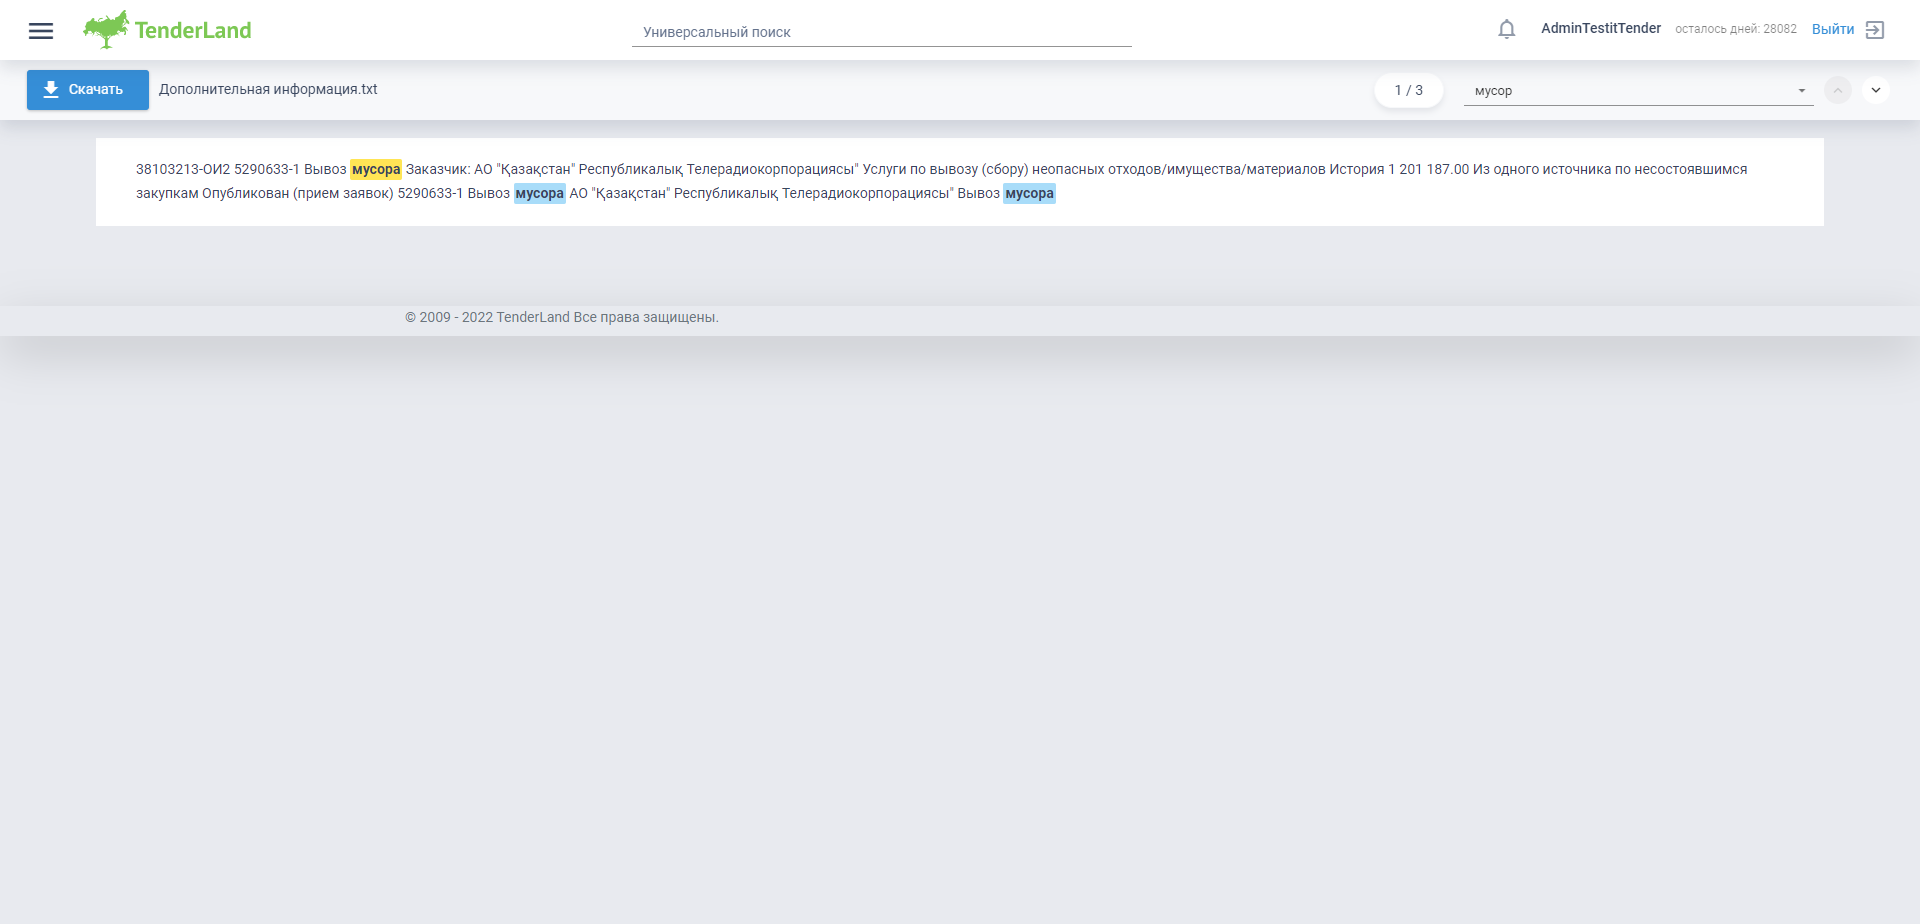 TenderLand
Универсальный поиск
AdminTestitTender
осталось дней: 28082
Выйти
Скачать
Дополнительная информация.txt
1 / 3
мусор
38103213-ОИ2 5290633-1 Вывоз мусора Заказчик: АО "Қазақстан" Республикалық Телерадиокорпорациясы" Услуги по вывозу (сбору) неопасных отходов/имущества/материалов История 1 201 187.00 Из одного источника по несостоявшимся
закупкам Опубликован (прием заявок) 5290633-1 Вывоз мусора АО "Қазақстан" Республикалық Телерадиокорпорациясы" Вывоз мусора
© 2009 - 2022 TenderLand Все права защищены.